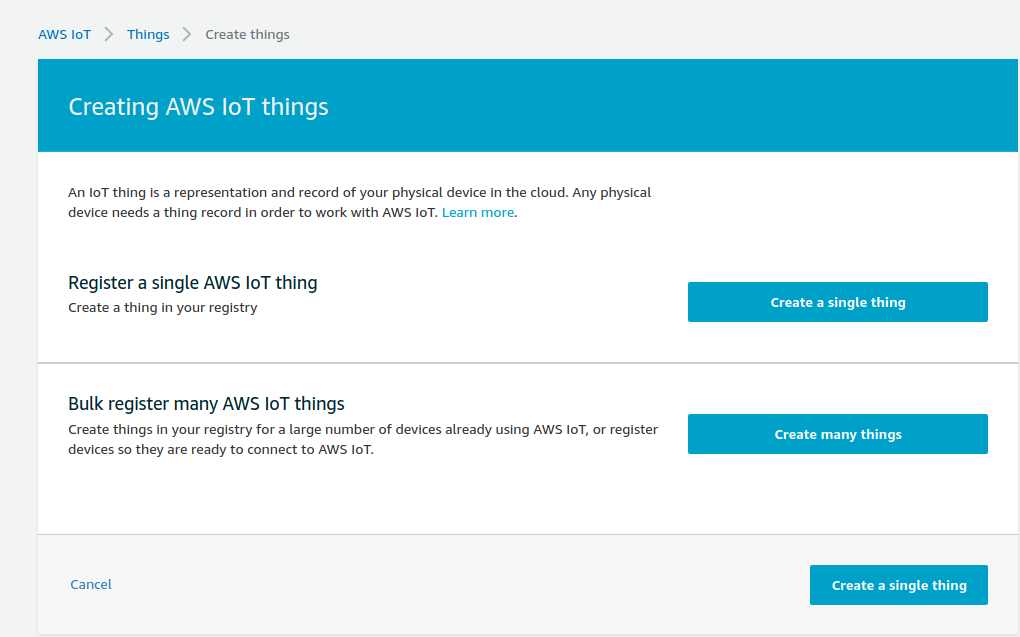 AWS IoT Things Create things
Creating AWS IoT things
An IoT thing is a representation and record of your physical device in the cloud. Any physical
device needs a thing record in order to work with AWS IoT. Learn more.
Register a single AWS IoT thing
Create a thing in your registry
Create a single thing
Bulk register many AWS IoT things
Create things in your registry for a large number of devices already using AWS IoT, or register
devices so they are ready to connect to AWS IoT.
Create many things
Cancel
Create a single thing